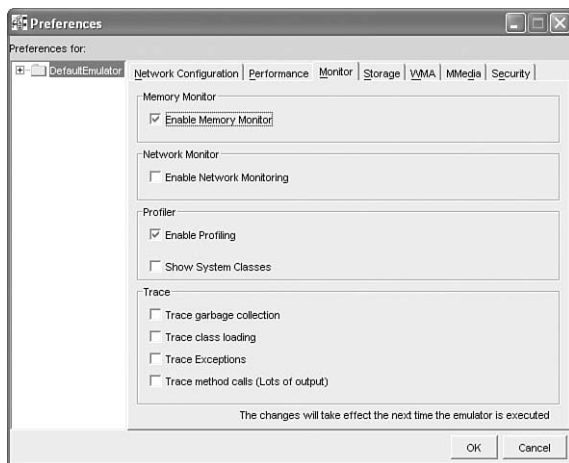 Preferences
Preferences for:
DefaultEmulator
Network Configuration Performance Monitor Storage WMA MMedia Security
Memory Monitor
Enable Memory Monitor
Network Monitor
Enable Network Monitoring
Profiler
Enable Profiling
Show System Classes
Trace
Trace garbage collection
Trace class loading
Trace Exceptions
Trace method calls (Lots of output)
The changes will take effect the next time the emulator is executed
OK Cancel